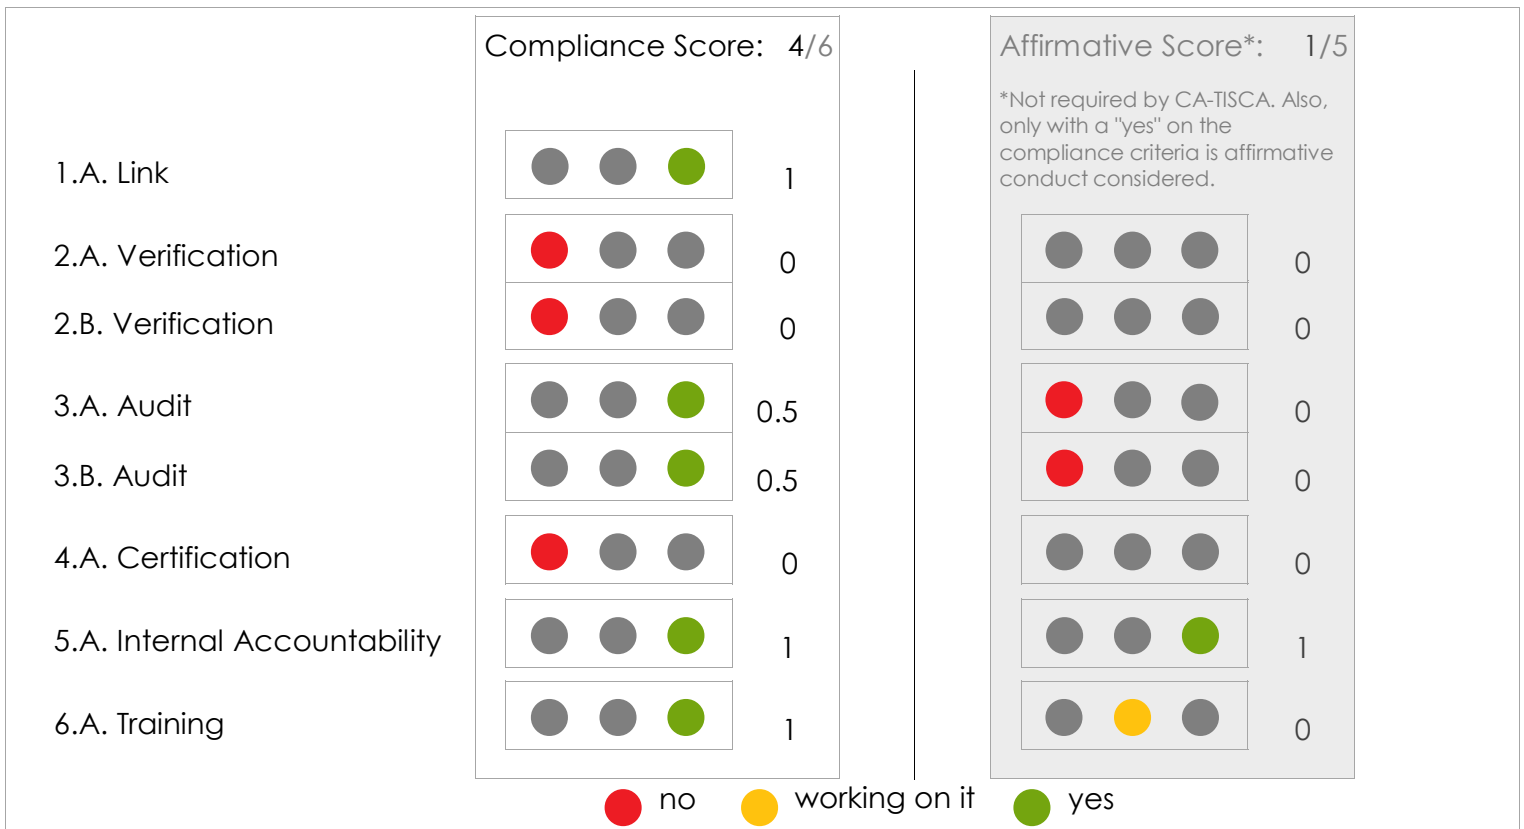 Compliance Score: 4/6
Affirmative Score*: 1/5
*Not required by CA-TISCA. Also,
only with a "yes" on the
compliance criteria is affirmative
conduct considered.
1.A. Link 1
2.A. Verification 0 0
2.B. Verification 0 0
3.A. Audit 0.5 0
3.B. Audit 0.5 0
4.A. Certification 0 0
5.A. Internal Accountability 1 1
6.A. Training 1 0
no working on it yes